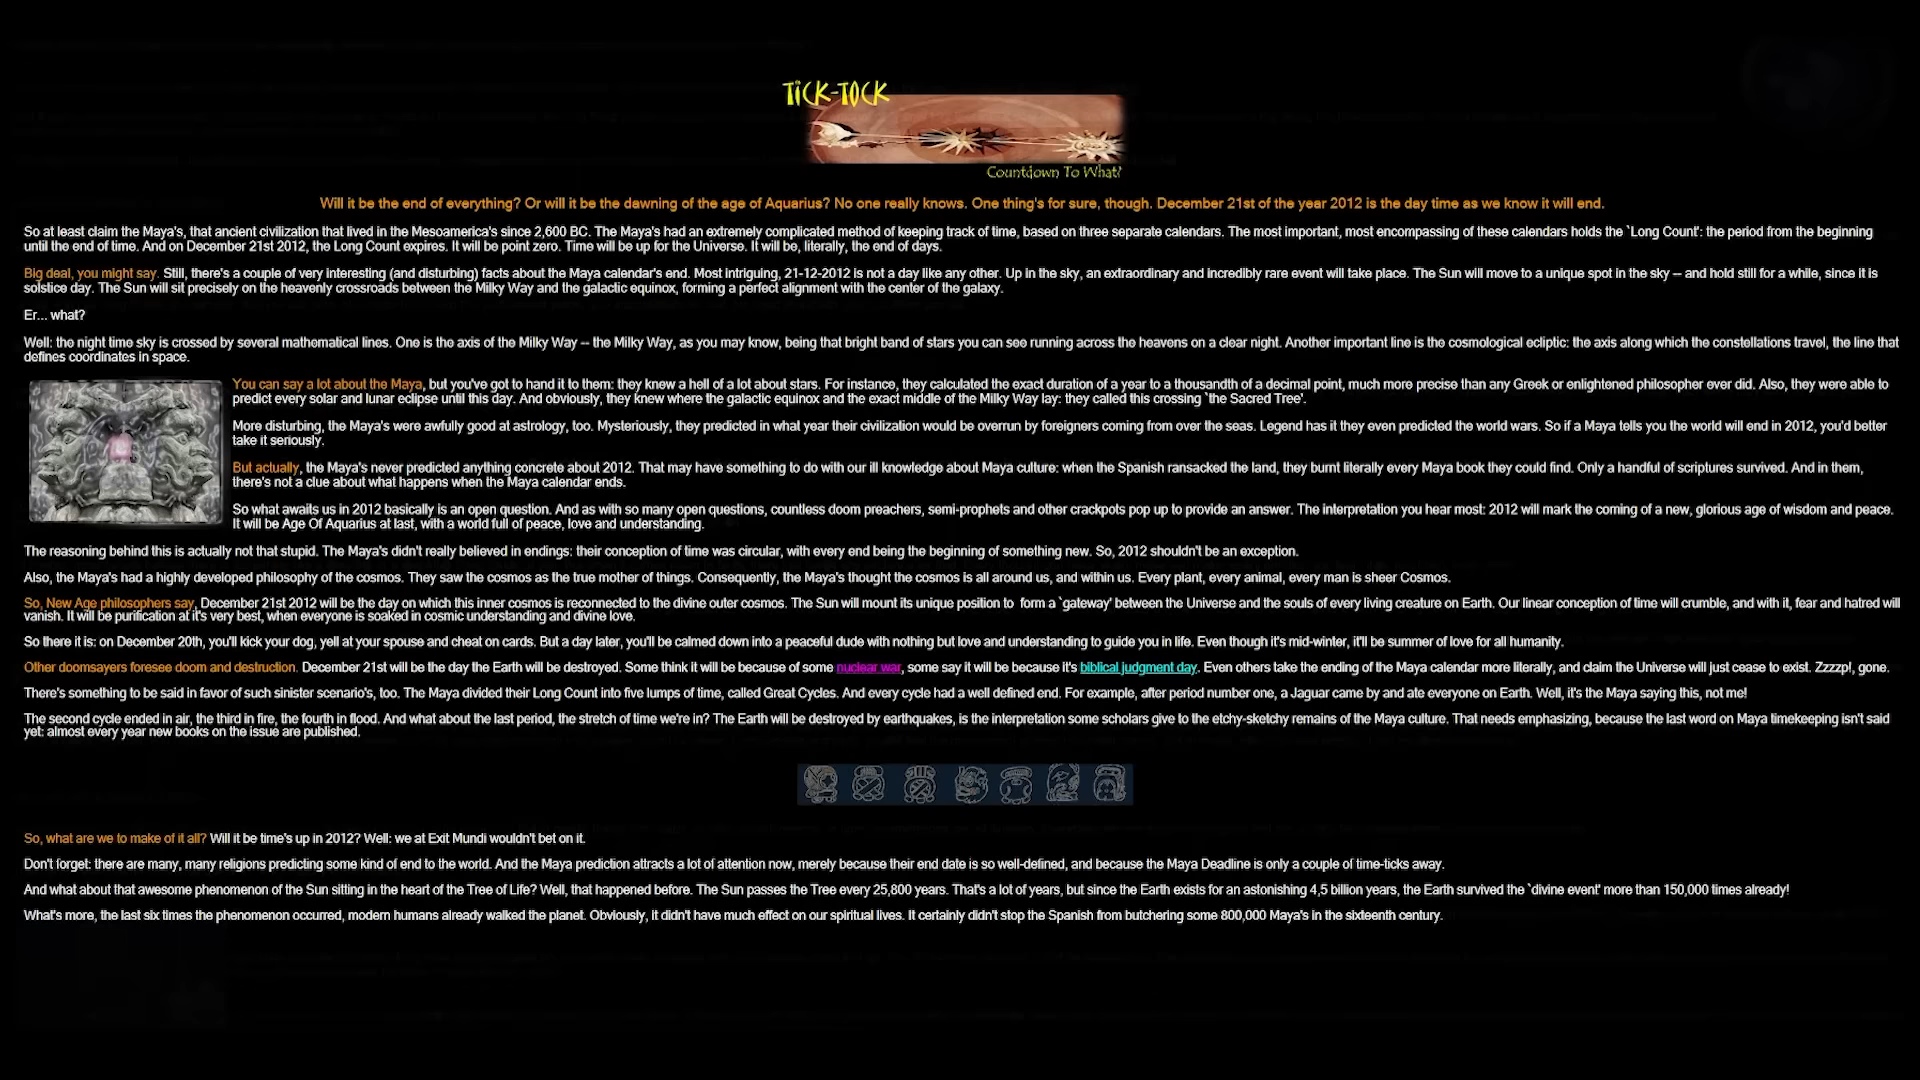 TiCK-TOCK
Countdown To What?
Will it be the end of everything? Or will it be the dawning of the age of Aquarius? No one really knows. One thing's for sure, though. December 21st of the year 2012 is the day time as we know it will end.
So at least claim the Maya's, that ancient civilization that lived in the Mesoamerica's since 2,600 BC. The Maya's had an extremely complicated method of keeping track of time, based on three separate calendars. The most important, most encompassing of these calendars holds the `Long Count': the period from the beginning
until the end of time. And on December 21st 2012, the Long Count expires. It will be point zero. Time will be up for the Universe. It will be, literally, the end of days.
Big deal, you might say. Still, there's a couple of very interesting (and disturbing) facts about the Maya calendar's end. Most intriguing, 21-12-2012 is not a day like any other. Up in the sky, an extraordinary and incredibly rare event will take place. The Sun will move to a unique spot in the sky -- and hold still for a while, since it is
solstice day. The Sun will sit precisely on the heavenly crossroads between the Milky Way and the galactic equinox, forming a perfect alignment with the center of the galaxy.
Er... what?
Well: the night time sky is crossed by several mathematical lines. One is the axis of the Milky Way -- the Milky Way, as you may know, being that bright band of stars you can see running across the heavens on a clear night. Another important line is the cosmological ecliptic: the axis along which the constellations travel, the line that
defines coordinates in space.
You can say a lot about the Maya, but you've got to hand it to them: they knew a hell of a lot about stars. For instance, they calculated the exact duration of a year to a thousandth of a decimal point, much more precise than any Greek or enlightened philosopher ever did. Also, they were able to
predict every solar and lunar eclipse until this day. And obviously, they knew where the galactic equinox and the exact middle of the Milky Way lay: they called this crossing `the Sacred Tree'.
More disturbing, the Maya's were awfully good at astrology, too. Mysteriously, they predicted in what year their civilization would be overrun by foreigners coming from over the seas. Legend has it they even predicted the world wars. So if a Maya tells you the world will end in 2012, you'd better
take it seriously.
But actually, the Maya's never predicted anything concrete about 2012. That may have something to do with our ill knowledge about Maya culture: when the Spanish ransacked the land, they burnt literally every Maya book they could find. Only a handful of scriptures survived. And in them,
there's not a clue about what happens when the Maya calendar ends.
So what awaits us in 2012 basically is an open question. And as with so many open questions, countless doom preachers, semi-prophets and other crackpots pop up to provide an answer. The interpretation you hear most: 2012 will mark the coming of a new, glorious age of wisdom and peace.
It will be Age Of Aquarius at last, with a world full of peace, love and understanding.
The reasoning behind this is actually not that stupid. The Maya's didn't really believed in endings: their conception of time was circular, with every end being the beginning of something new. So, 2012 shouldn't be an exception.
Also, the Maya's had a highly developed philosophy of the cosmos. They saw the cosmos as the true mother of things. Consequently, the Maya's thought the cosmos is all around us, and within us. Every plant, every animal, every man is sheer Cosmos.
So, New Age philosophers say, December 21st 2012 will be the day on which this inner cosmos is reconnected to the divine outer cosmos. The Sun will mount its unique position to form a `gateway' between the Universe and the souls of every living creature on Earth. Our linear conception of time will crumble, and with it, fear and hatred will
vanish. It will be purification at it's very best, when everyone is soaked in cosmic understanding and divine love.
So there it is: on December 20th, you'll kick your dog, yell at your spouse and cheat on cards. But a day later, you'll be calmed down into a peaceful dude with nothing but love and understanding to guide you in life. Even though it's mid-winter, it'll be summer of love for all humanity.
Other doomsayers foresee doom and destruction. December 21st will be the day the Earth will be destroyed. Some think it will be because of some nuclear war, some say it will be because it's biblical judgment day. Even others take the ending of the Maya calendar more literally, and claim the Universe will just cease to exist. Zzzzp!, gone.
There's something to be said in favor of such sinister scenario's, too. The Maya divided their Long Count into five lumps of time, called Great Cycles. And every cycle had a well defined end. For example, after period number one, a Jaguar came by and ate everyone on Earth. Well, it's the Maya saying this, not me!
The second cycle ended in air, the third in fire, the fourth in flood. And what about the last period, the stretch of time we're in? The Earth will be destroyed by earthquakes, is the interpretation some scholars give to the etchy-sketchy remains of the Maya culture. That needs emphasizing, because the last word on Maya timekeeping isn't said
yet: almost every year new books on the issue are published.
So, what are we to make of it all? Will it be time's up in 2012? Well: we at Exit Mundi wouldn't bet on it.
Don't forget: there are many, many religions predicting some kind of end to the world. And the Maya prediction attracts a lot of attention now, merely because their end date is so well-defined, and because the Maya Deadline is only a couple of time-ticks away.
And what about that awesome phenomenon of the Sun sitting in the heart of the Tree of Life? Well, that happened before. The Sun passes the Tree every 25,800 years. That's a lot of years, but since the Earth exists for an astonishing 4,5 billion years, the Earth survived the `divine event' more than 150,000 times already!
What's more, the last six times the phenomenon occurred, modern humans already walked the planet. Obviously, it didn't have much effect on our spiritual lives. It certainly didn't stop the Spanish from butchering some 800,000 Maya's in the sixteenth century.